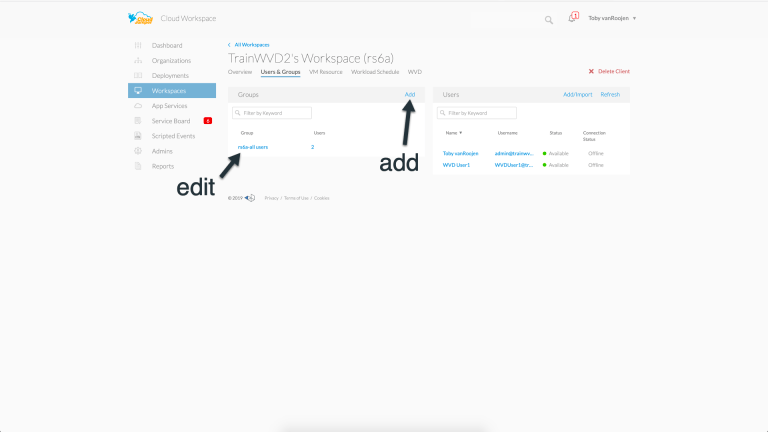 Cloud Workspace
1
Toby vanRoojen
Dashboard
Organizations
Deployments
Workspaces
App Services
Service Board
Scripted Events
Admins
Reports
‹ All Workspaces
TrainWVD2's Workspace (rs6a)
Overview Users & Groups VM Resource Workload Schedule WVD
Delete Client
Groups Add
Filter by Keyword
Group Users
rs6a-all users 2
edit
add
Users Add/Import Refresh
Filter by Keyword
Name Username Status Connection Status
Toby vanRoojen admin@trainwv... Available Offline
WVD User1 WVDUser1@tr... Available Offline
© 2019 Privacy / Terms of Use / Cookies